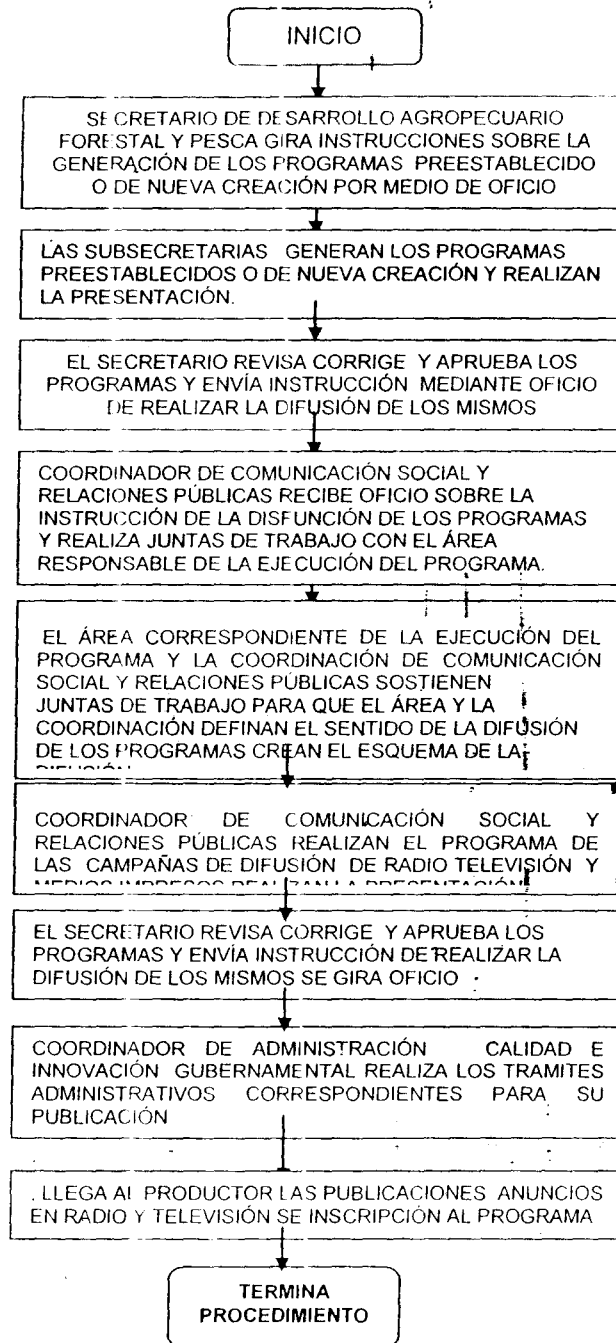 INICIO
SECRETARIO DE DESARROLLO AGROPECUARIO
FORESTAL Y PESCA GIRA INSTRUCCIONES SOBRE LA
GENERACIÓN DE LOS PROGRAMAS PREESTABLECIDO
O DE NUEVA CREACIÓN POR MEDIO DE OFICIO
LAS SUBSECRETARIAS GENERAN LOS PROGRAMAS
PREESTABLECIDOS O DE NUEVA CREACIÓN Y REALIZAN
LA PRESENTACIÓN.
EL SECRETARIO REVISA CORRIGE Y APRUEBA LOS
PROGRAMAS Y ENVÍA INSTRUCCIÓN MEDIANTE OFICIO
DE REALIZAR LA DIFUSIÓN DE LOS MISMOS
COORDINADOR DE COMUNICACIÓN SOCIAL Y
RELACIONES PÚBLICAS RECIBE OFICIO SOBRE LA
INSTRUCCIÓN DE LA DISFUNCIÓN DE LOS PROGRAMAS
Y REALIZA JUNTAS DE TRABAJO CON EL ÁREA
RESPONSABLE DE LA EJECUCIÓN DEL PROGRAMA.
EL ÁREA CORRESPONDIENTE DE LA EJECUCIÓN DEL
PROGRAMA Y LA COORDINACIÓN DE COMUNICACIÓN
SOCIAL Y RELACIONES PÚBLICAS SOSTIENEN
JUNTAS DE TRABAJO PARA QUE EL ÁREA Y LA
COORDINACIÓN DEFINAN EL SENTIDO DE LA DIFUSIÓN
DE LOS PROGRAMAS CREAN EL ESQUEMA DE LA
DIFUSIÓN
COORDINADOR DE COMUNICACIÓN SOCIAL Y
RELACIONES PÚBLICAS REALIZAN EL PROGRAMA DE
LAS CAMPAÑAS DE DIFUSIÓN DE RADIO TELEVISIÓN Y
MEDIOS IMPRESOS REALIZAN LA PRESENTACIÓN
EL SECRETARIO REVISA CORRIGE Y APRUEBA LOS
PROGRAMAS Y ENVÍA INSTRUCCIÓN DE REALIZAR LA
DIFUSIÓN DE LOS MISMOS SE GIRA OFICIO
COORDINADOR DE ADMINISTRACIÓN CALIDAD E
INNOVACIÓN GUBERNAMENTAL REALIZA LOS TRAMITES
ADMINISTRATIVOS CORRESPONDIENTES PARA SU
PUBLICACIÓN
. LLEGA AL PRODUCTOR LAS PUBLICACIONES ANUNCIOS
EN RADIO Y TELEVISIÓN SE INSCRIPCIÓN AL PROGRAMA
TERMINA
PROCEDIMIENTO